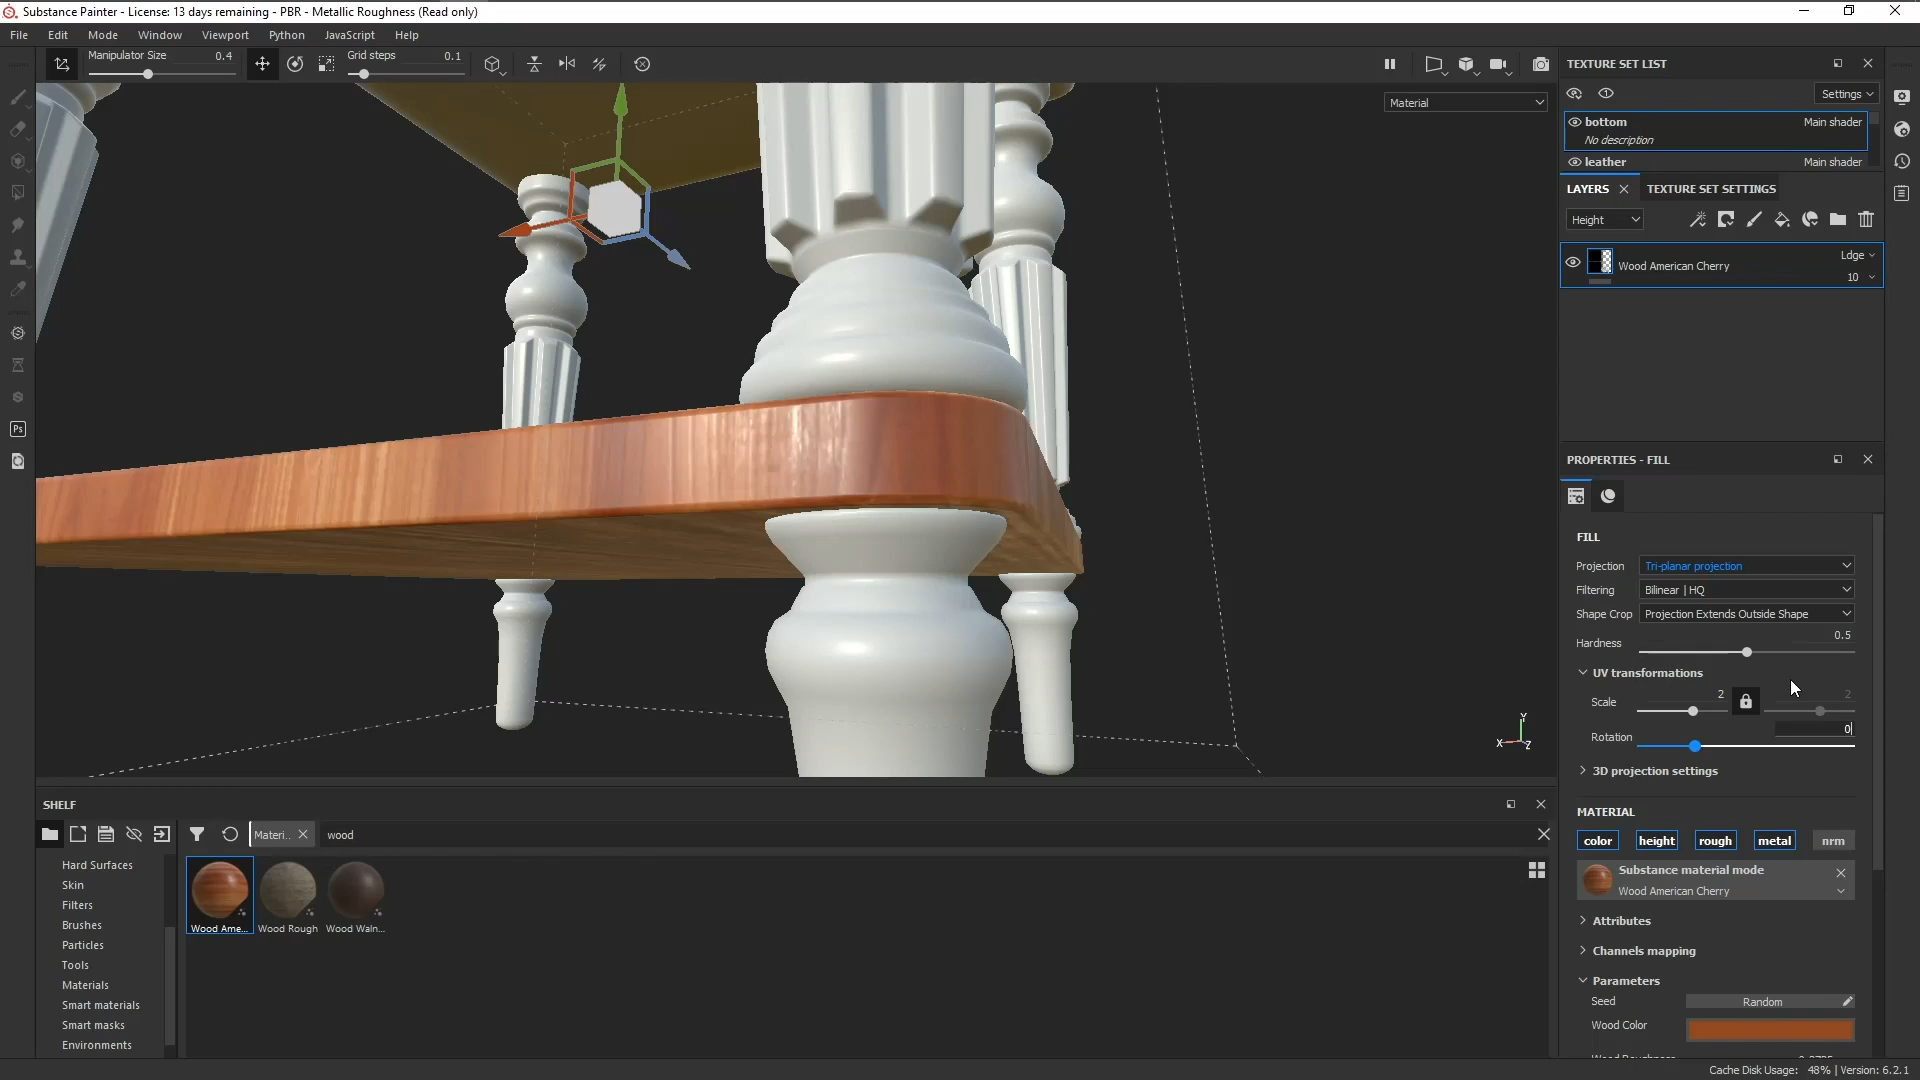 Substance Painter - License: 13 days remaining - PBR - Metallic Roughness (Read only)
File Edit Mode Window Viewport Python JavaScript Help
Manipulator Size 0.4
Grid steps 0.1
Material
TEXTURE SET LIST
Settings
bottom Main shader
No description
leather Main shader
LAYERS TEXTURE SET SETTINGS
Height
Wood American Cherry
Ldge
10
PROPERTIES - FILL
FILL
Projection Tri-planar projection
Filtering Bilinear | HQ
Shape Crop Projection Extends Outside Shape
Hardness 0.5
UV transformations
Scale 2 2
Rotation 0
3D projection settings
MATERIAL
color height rough metal nrm
Substance material mode
Wood American Cherry
Attributes
Channels mapping
Parameters
Seed Random
Wood Color
Y
X
Z
Ps
SHELF
Materi.. wood
Hard Surfaces
Skin
Filters
Brushes
Particles
Tools
Materials
Smart materials
Smart masks
Environments
Wood Ame... Wood Rough Wood Waln...
Cache Disk Usage: 48% | Version: 6.2.1